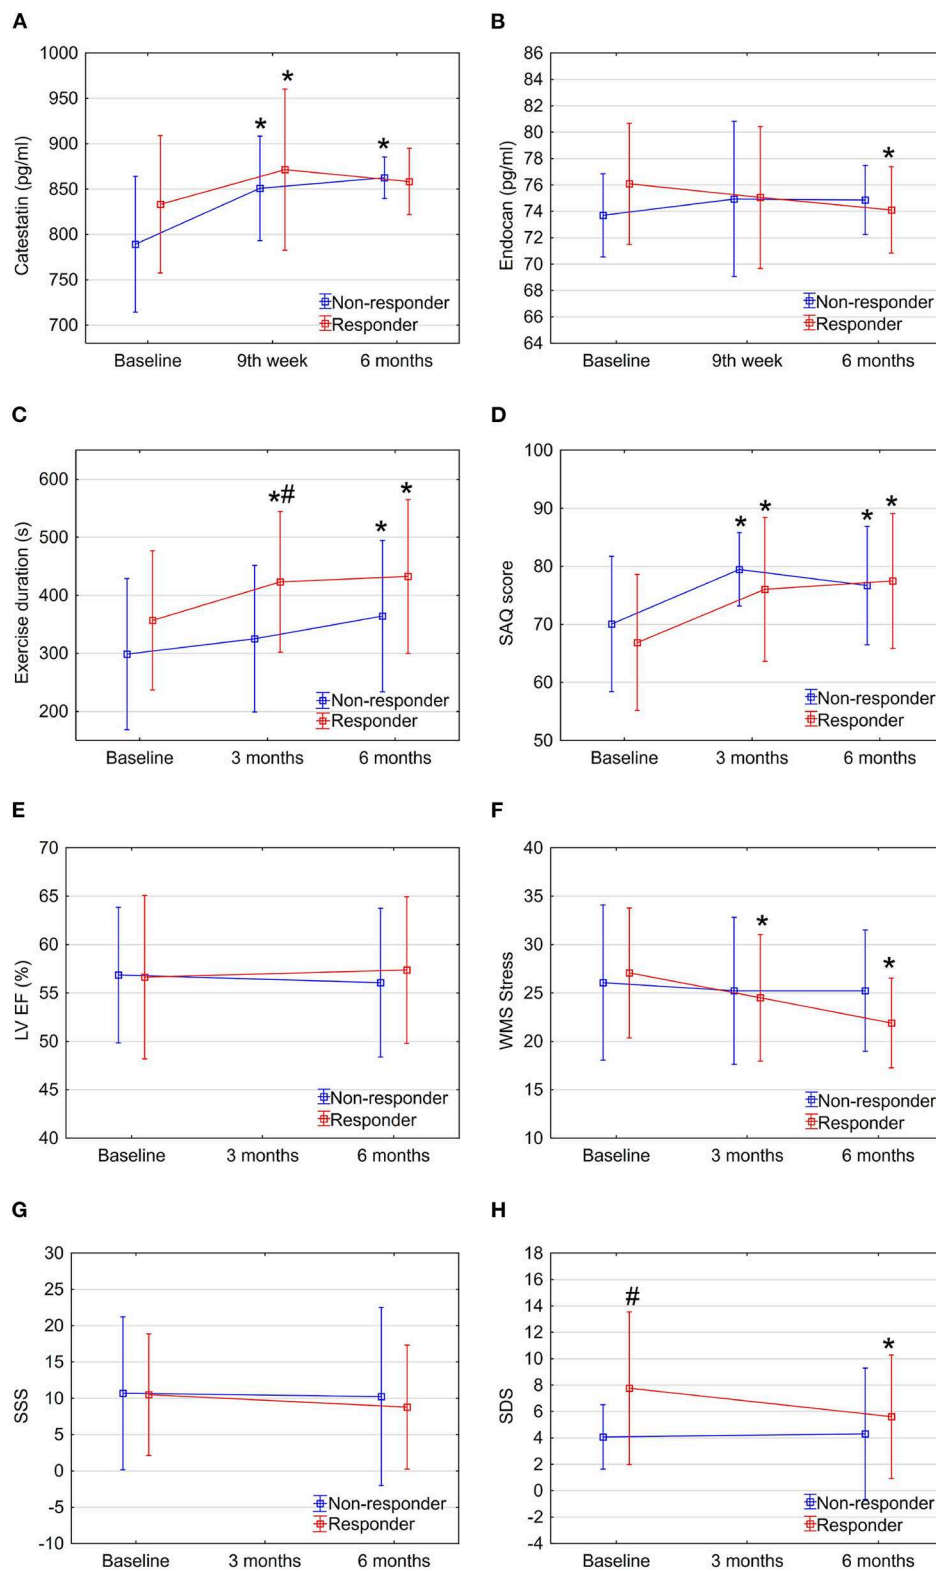 A
Catestatin (pg/ml)
1000
950
900
850
800
750
700
* * *
Non-responder
Responder
Baseline 9th week 6 months
B
Endocan (pg/ml)
86
84
82
80
78
76
74
72
70
68
66
64
*
Non-responder
Responder
Baseline 9th week 6 months
C
Exercise duration (s)
600
500
400
300
200
*# * *
Non-responder
Responder
Baseline 3 months 6 months
D
SAQ score
100
90
80
70
60
50
* * * *
Non-responder
Responder
Baseline 3 months 6 months
E
LV EF (%)
70
65
60
55
50
45
40
Non-responder
Responder
Baseline 3 months 6 months
F
WMS Stress
40
35
30
25
20
15
10
* *
Non-responder
Responder
Baseline 3 months 6 months
G
SSS
30
25
20
15
10
5
0
-5
-10
Non-responder
Responder
Baseline 3 months 6 months
H
SDS
18
16
14
12
10
8
6
4
2
0
-2
-4
# *
Non-responder
Responder
Baseline 3 months 6 months